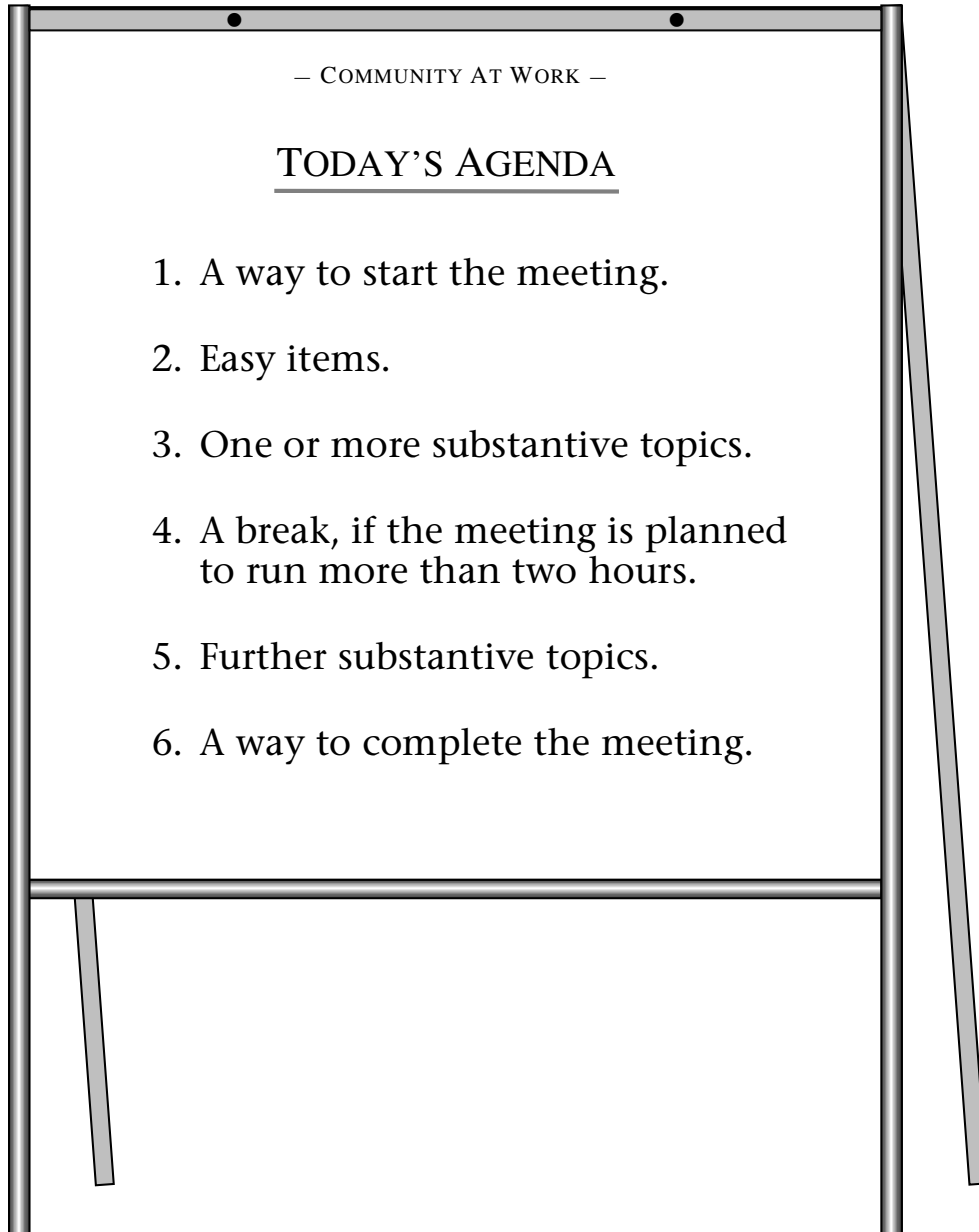 — COMMUNITY AT WORK —
TODAY'S AGENDA
1. A way to start the meeting.
2. Easy items.
3. One or more substantive topics.
4. A break, if the meeting is planned
to run more than two hours.
5. Further substantive topics.
6. A way to complete the meeting.